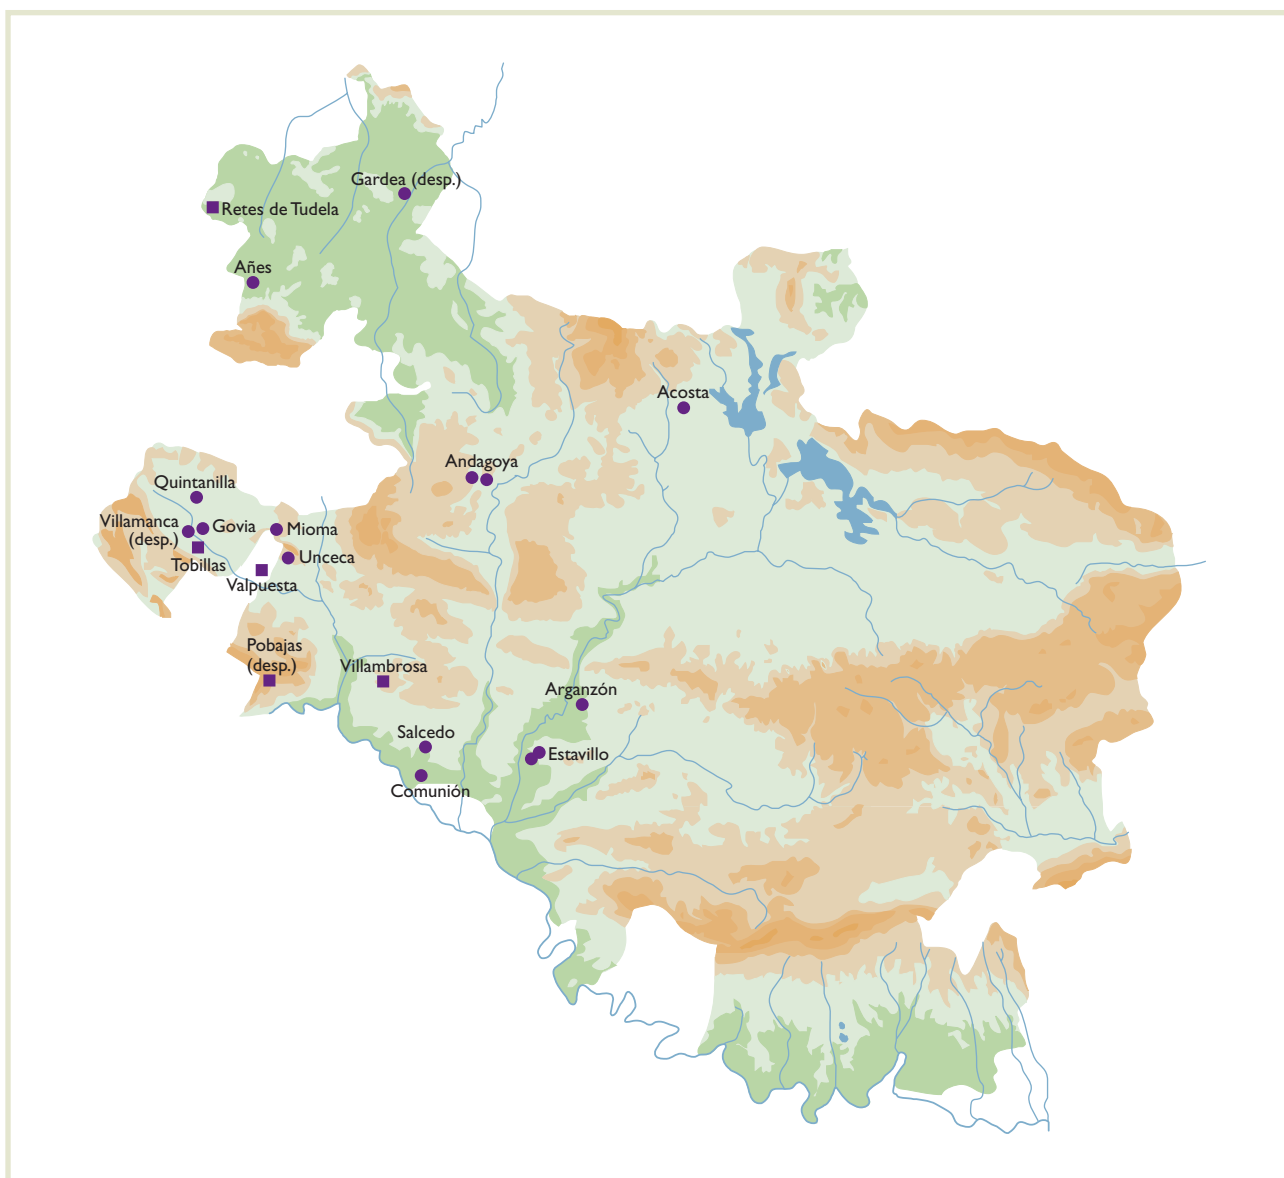 Gardea (desp.)
Retes de Tudela
Añes
Acosta
Andagoya
Quintanilla
Villamanca
(desp.)
Govia
Mioma
Tobillas
Unceca
Valpuesta
Pobajas
(desp.)
Villambrosa
Arganzón
Salcedo
Estavillo
Comunión